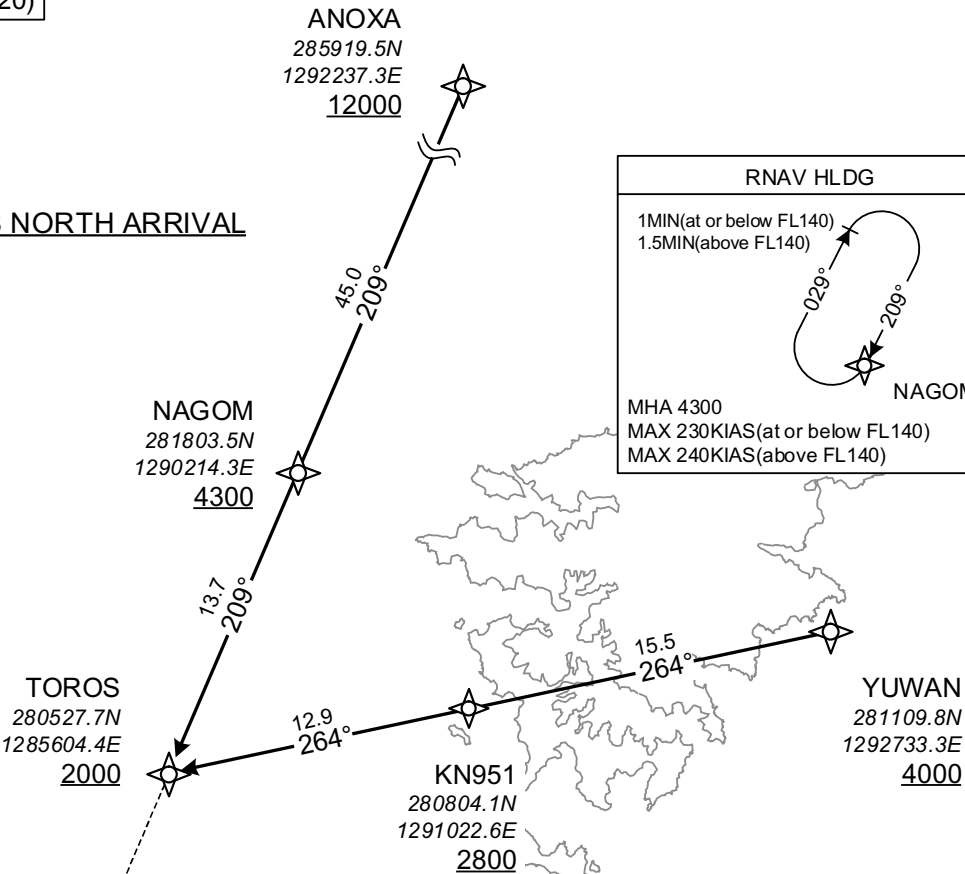 20)
ANOXA
285919.5N
1292237.3E
12000
NORTH ARRIVAL
45.0
209°
RNAV HLDG
1MIN(at or below FL140)
1.5MIN(above FL140)
029°
209°
NAGOM
MHA 4300
MAX 230KIAS(at or below FL140)
MAX 240KIAS(above FL140)
NAGOM
281803.5N
1290214.3E
4300
13.7
209°
TOROS
280527.7N
1285604.4E
2000
12.9
264°
15.5
264°
KN951
280804.1N
1291022.6E
2800
YUWAN
281109.8N
1292733.3E
4000